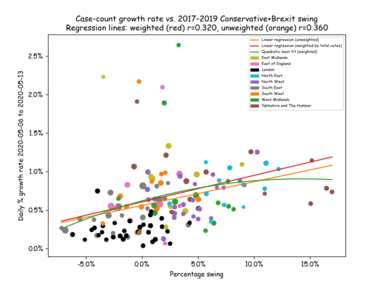 Case-count growth rate vs. 2017-2019 Conservative+Brexit swing
Regression lines: weighted (red) r=0.320, unweighted (orange) r=0.360
Linear regression (unweighted)
Linear regression (weighted by total votes)
Quadratic best fit (weighted)
East Midlands
East of England
London
North East
North West
South East
South West
West Midlands
Yorkshire and The Humber
Daily % growth rate 2020-05-06 to 2020-05-13
2.5%
2.0%
1.5%
1.0%
0.5%
0.0%
-5.0%
0.0%
5.0%
10.0%
15.0%
Percentage swing